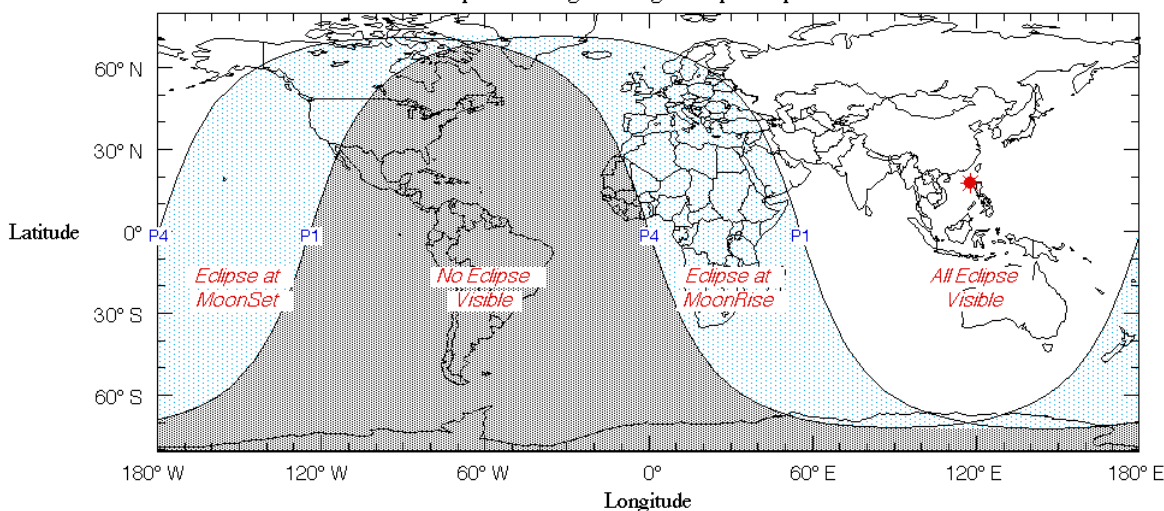 60° N
30° N
Latitude
0°
P4
P1
P4
P1
Eclipse at
MoonSet
No Eclipse
Visible
Eclipse at
MoonRise
All Eclipse
Visible
30° S
60° S
180° W
120° W
60° W
0°
60° E
120° E
180° E
Longitude